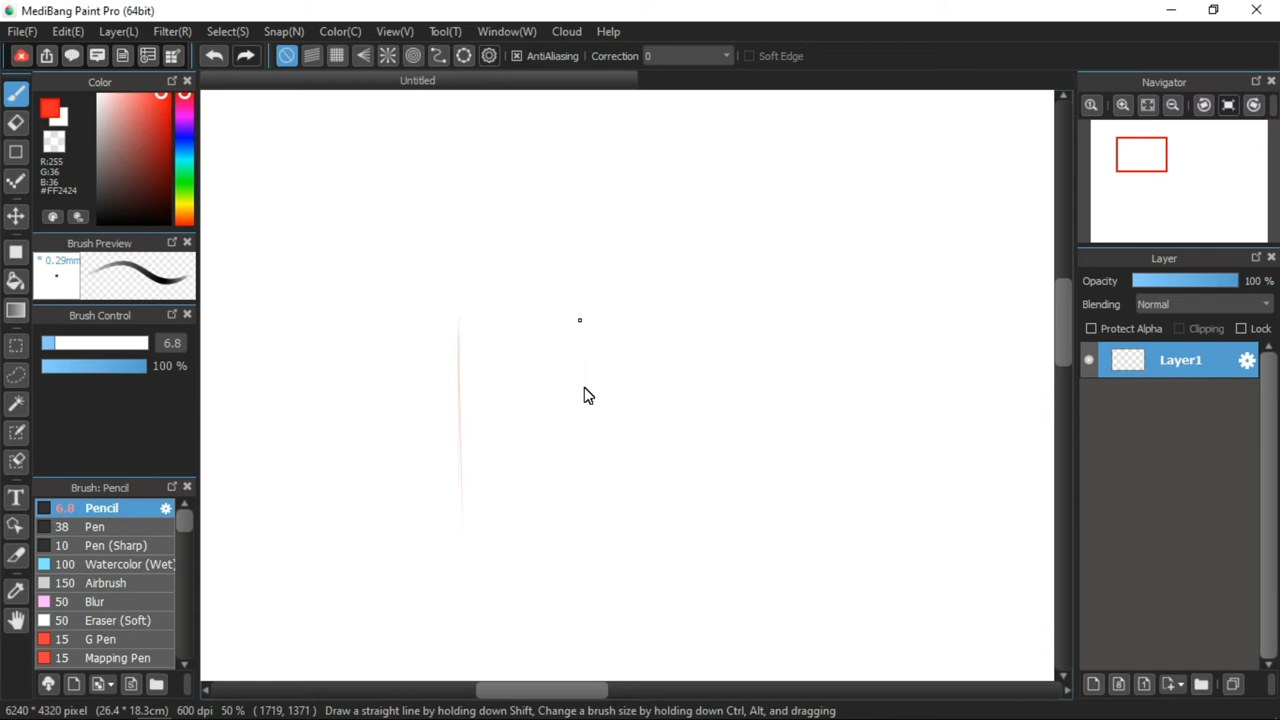 MediBang Paint Pro (64bit)
File(F) Edit(E) Layer(L) Filter(R) Select(S) Snap(N) Color(C) View(V) Tool(T) Window(W) Cloud Help
AntiAliasing Correction 0 Soft Edge
Untitled
Color
R:255
G:36
B:36
#FF2424
Brush Preview
* 0.29mm
Brush Control
6.8
100 %
Brush: Pencil
6.8 Pencil
38 Pen
10 Pen (Sharp)
100 Watercolor (Wet)
150 Airbrush
50 Blur
50 Eraser (Soft)
15 G Pen
15 Mapping Pen
Navigator
Layer
Opacity 100 %
Blending Normal
Protect Alpha Clipping Lock
Layer1
6240 * 4320 pixel (26.4 * 18.3cm) 600 dpi 50 % ( 1719, 1371 ) Draw a straight line by holding down Shift, Change a brush size by holding down Ctrl, Alt, and dragging